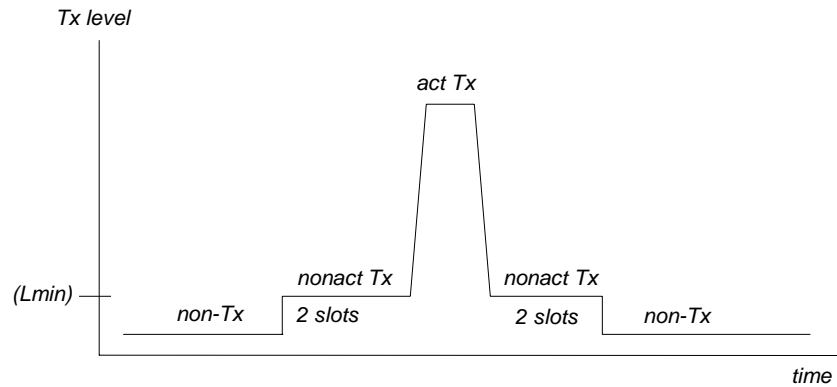 Tx level
act Tx
nonact Tx
nonact Tx
(Lmin)
non-Tx
2 slots
2 slots
non-Tx
time